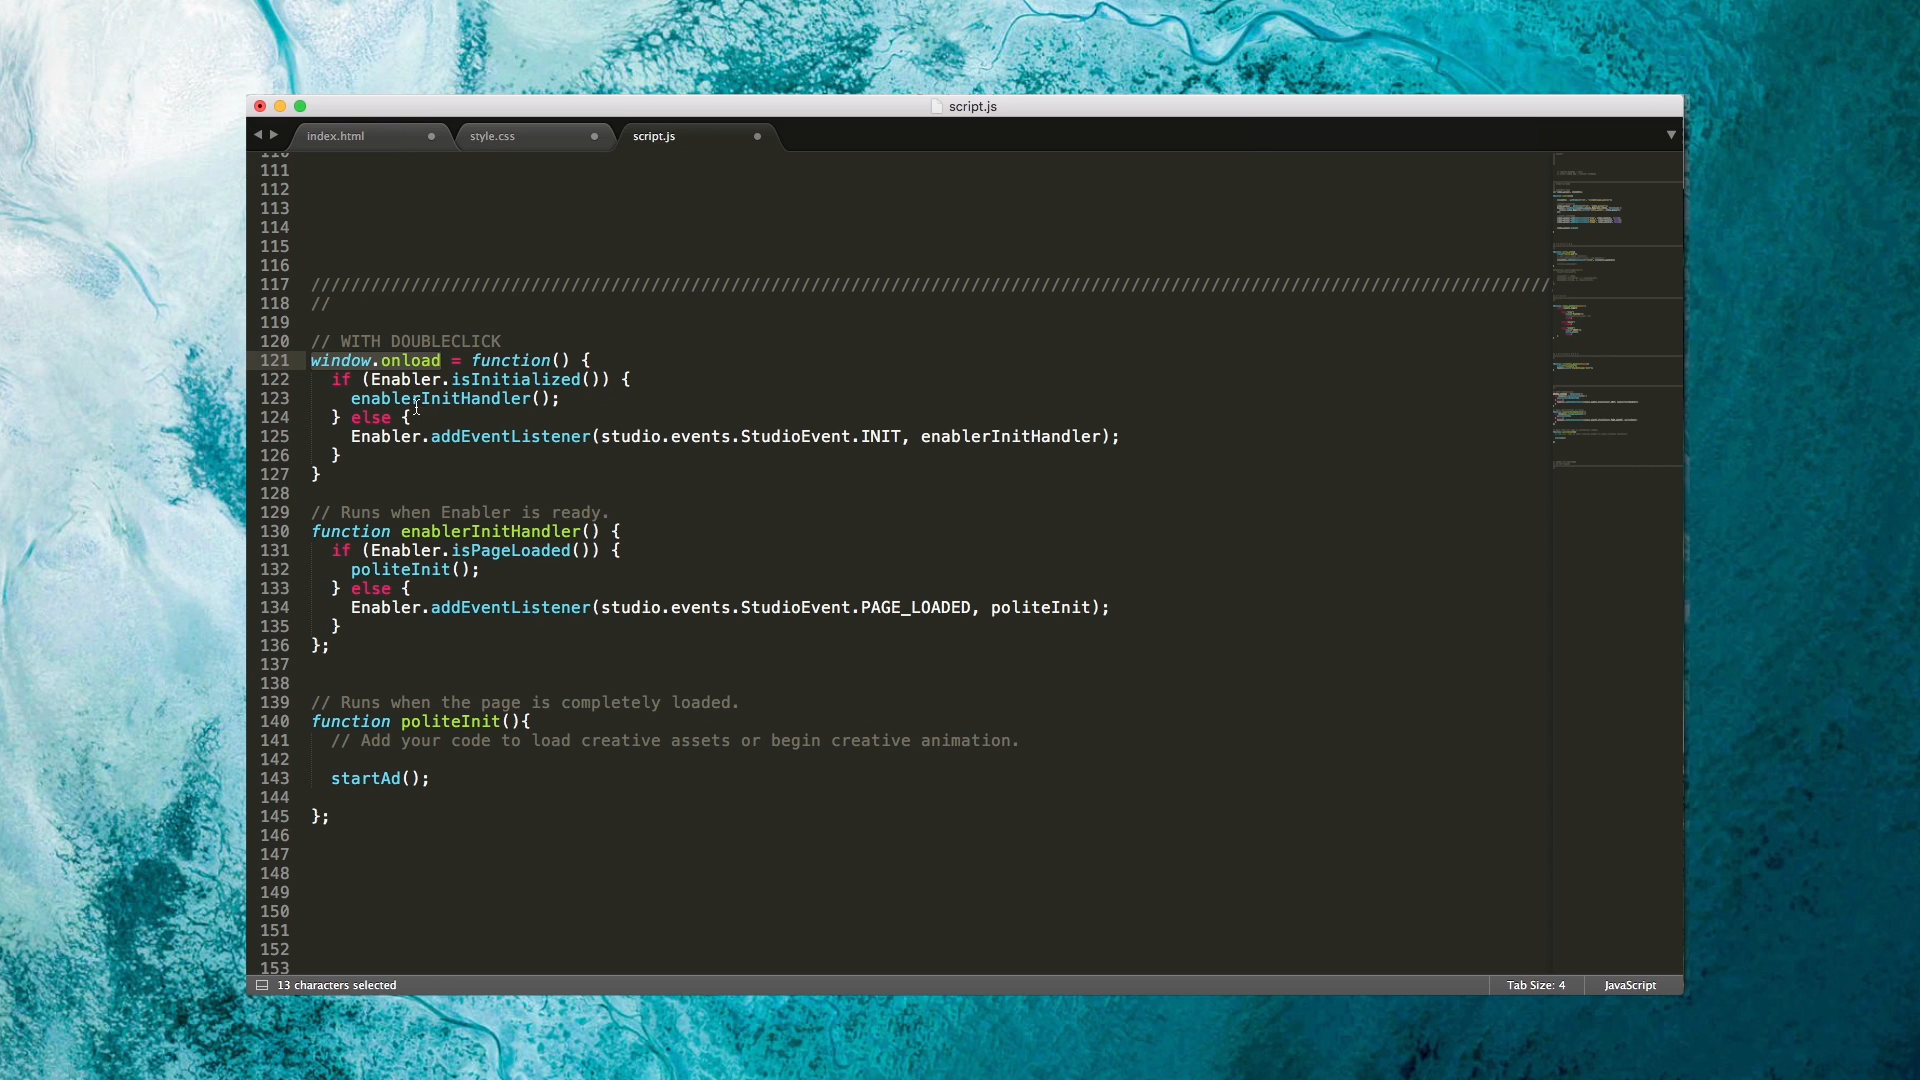 script.js
index.html
style.css
script.js
110
111
112
113
114
115
116
117 ////////////////////////////////////////////////////////////////////////////////////////////////////////////////////////////
118 //
119
120 // WITH DOUBLECLICK
121 window.onload = function() {
122   if (Enabler.isInitialized()) {
123     enablerInitHandler();
124   } else {
125     Enabler.addEventListener(studio.events.StudioEvent.INIT, enablerInitHandler);
126   }
127 }
128
129 // Runs when Enabler is ready.
130 function enablerInitHandler() {
131   if (Enabler.isPageLoaded()) {
132     politeInit();
133   } else {
134     Enabler.addEventListener(studio.events.StudioEvent.PAGE_LOADED, politeInit);
135   }
136 };
137
138
139 // Runs when the page is completely loaded.
140 function politeInit(){
141   // Add your code to load creative assets or begin creative animation.
142
143   startAd();
144
145 };
146
147
148
149
150
151
152
153
13 characters selected
Tab Size: 4
JavaScript